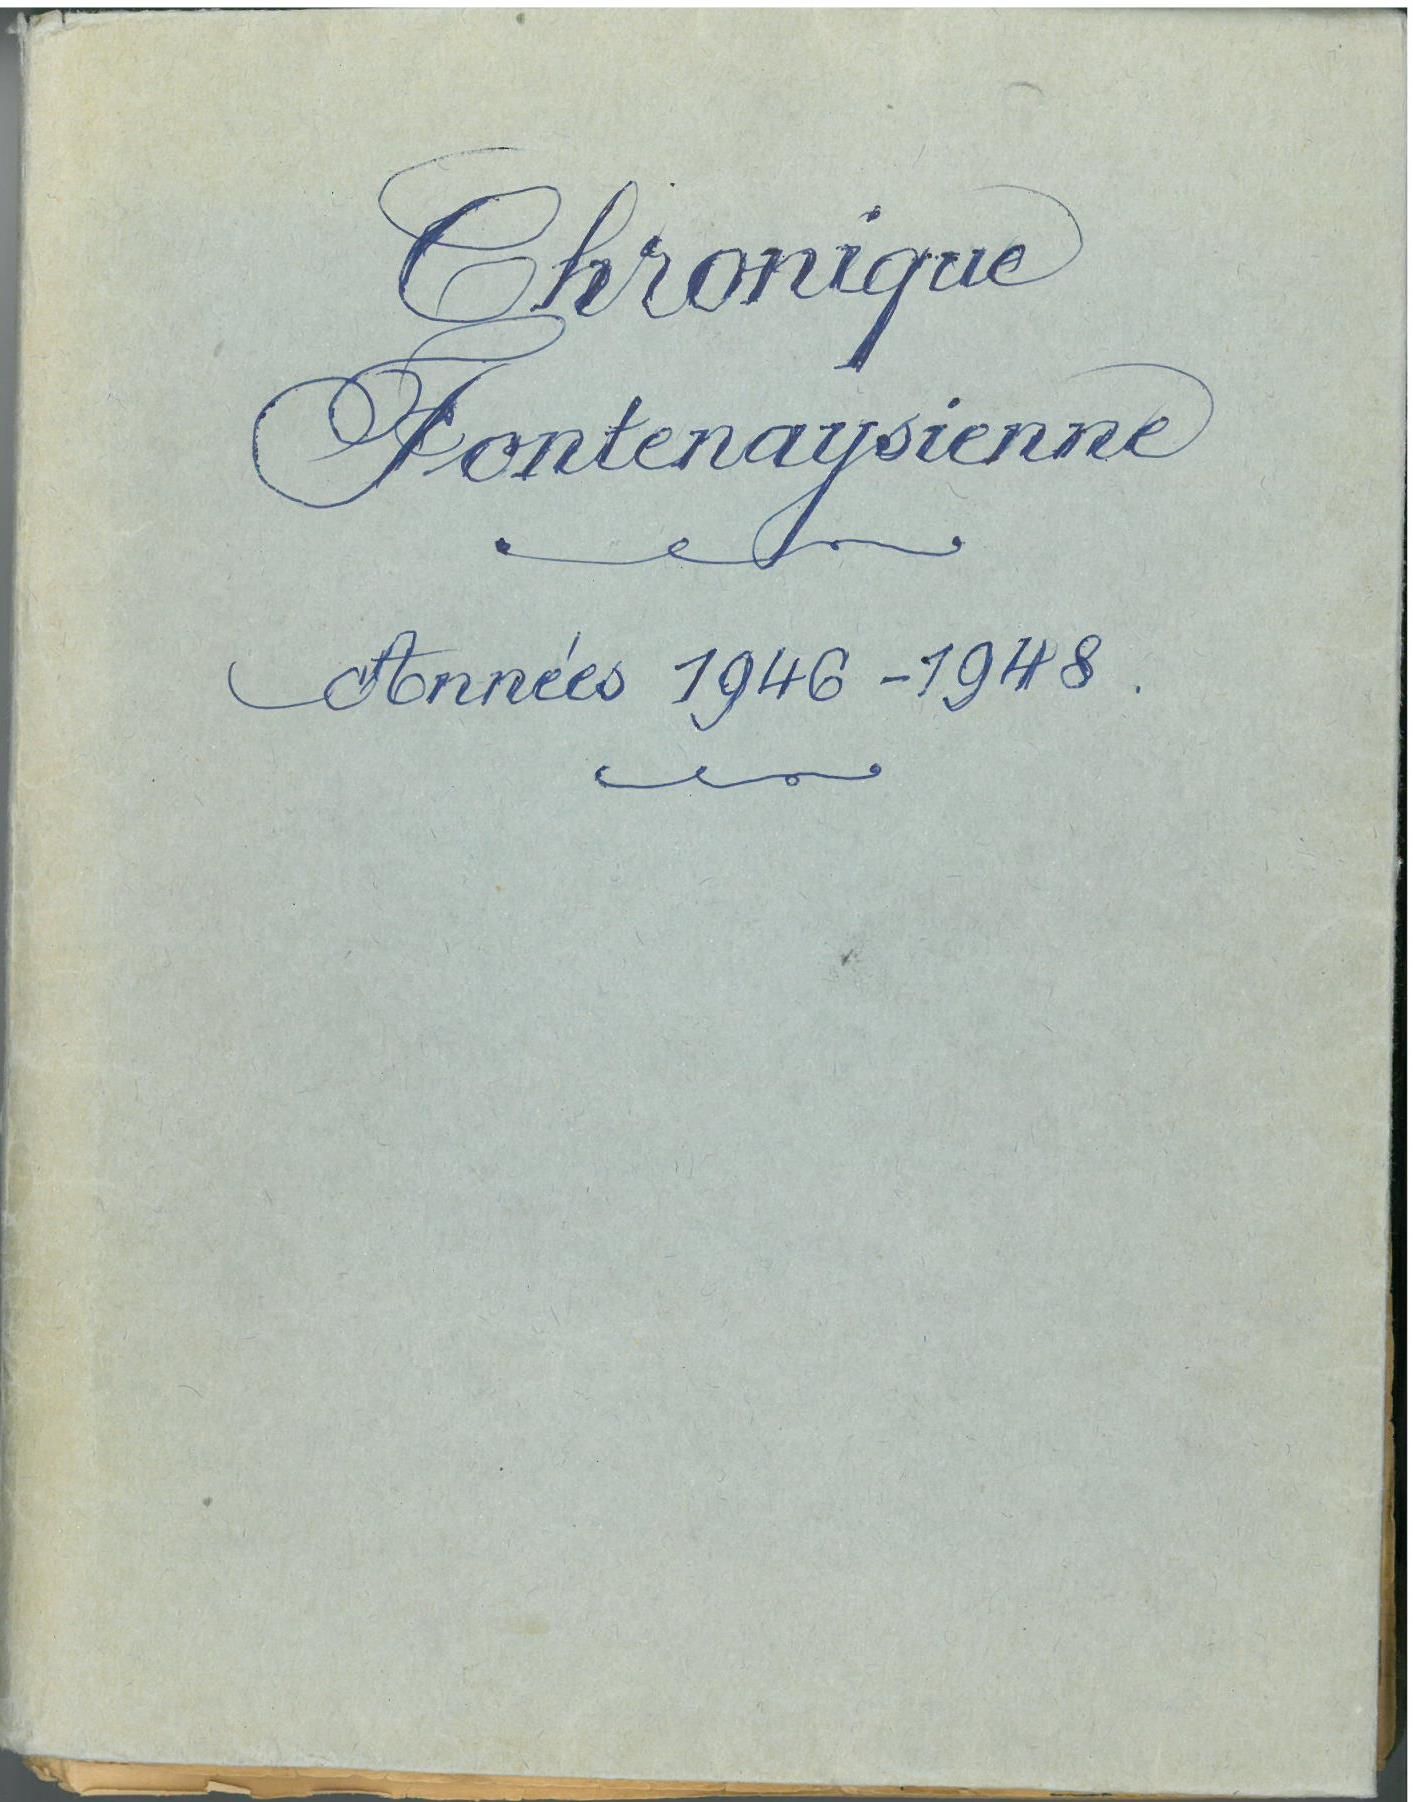 Chronique
Fontenaysienne
Années 1946 - 1948.